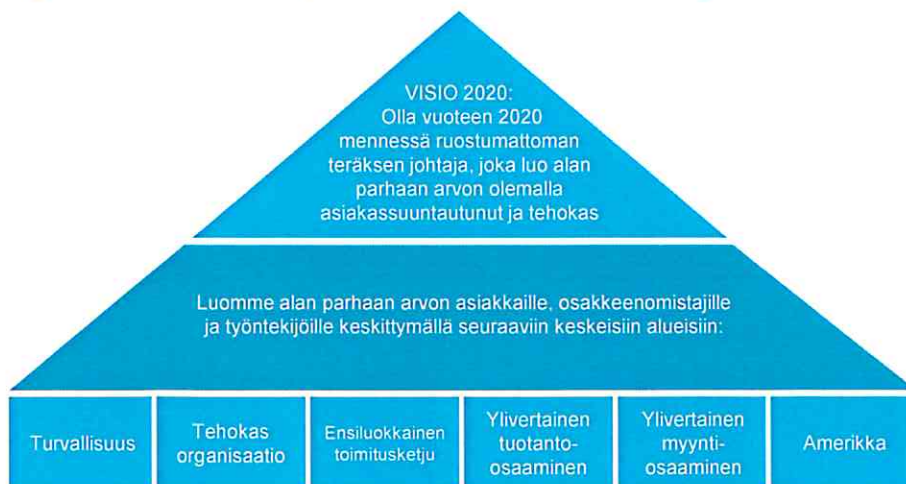 VISIO 2020:
Olla vuoteen 2020
mennessä ruostumattoman
teräksen johtaja, joka luo alan
parhaan arvon olemalla
asiakassuuntautunut ja tehokas
Luomme alan parhaan arvon asiakkaille, osakkeenomistajille
ja työntekijöille keskittymällä seuraaviin keskeisiin alueisiin:
Turvallisuus
Tehokas
organisaatio
Ensiluokkainen
toimitusketju
Ylivertainen
tuotanto-
osaaminen
Ylivertainen
myynti-
osaaminen
Amerikka